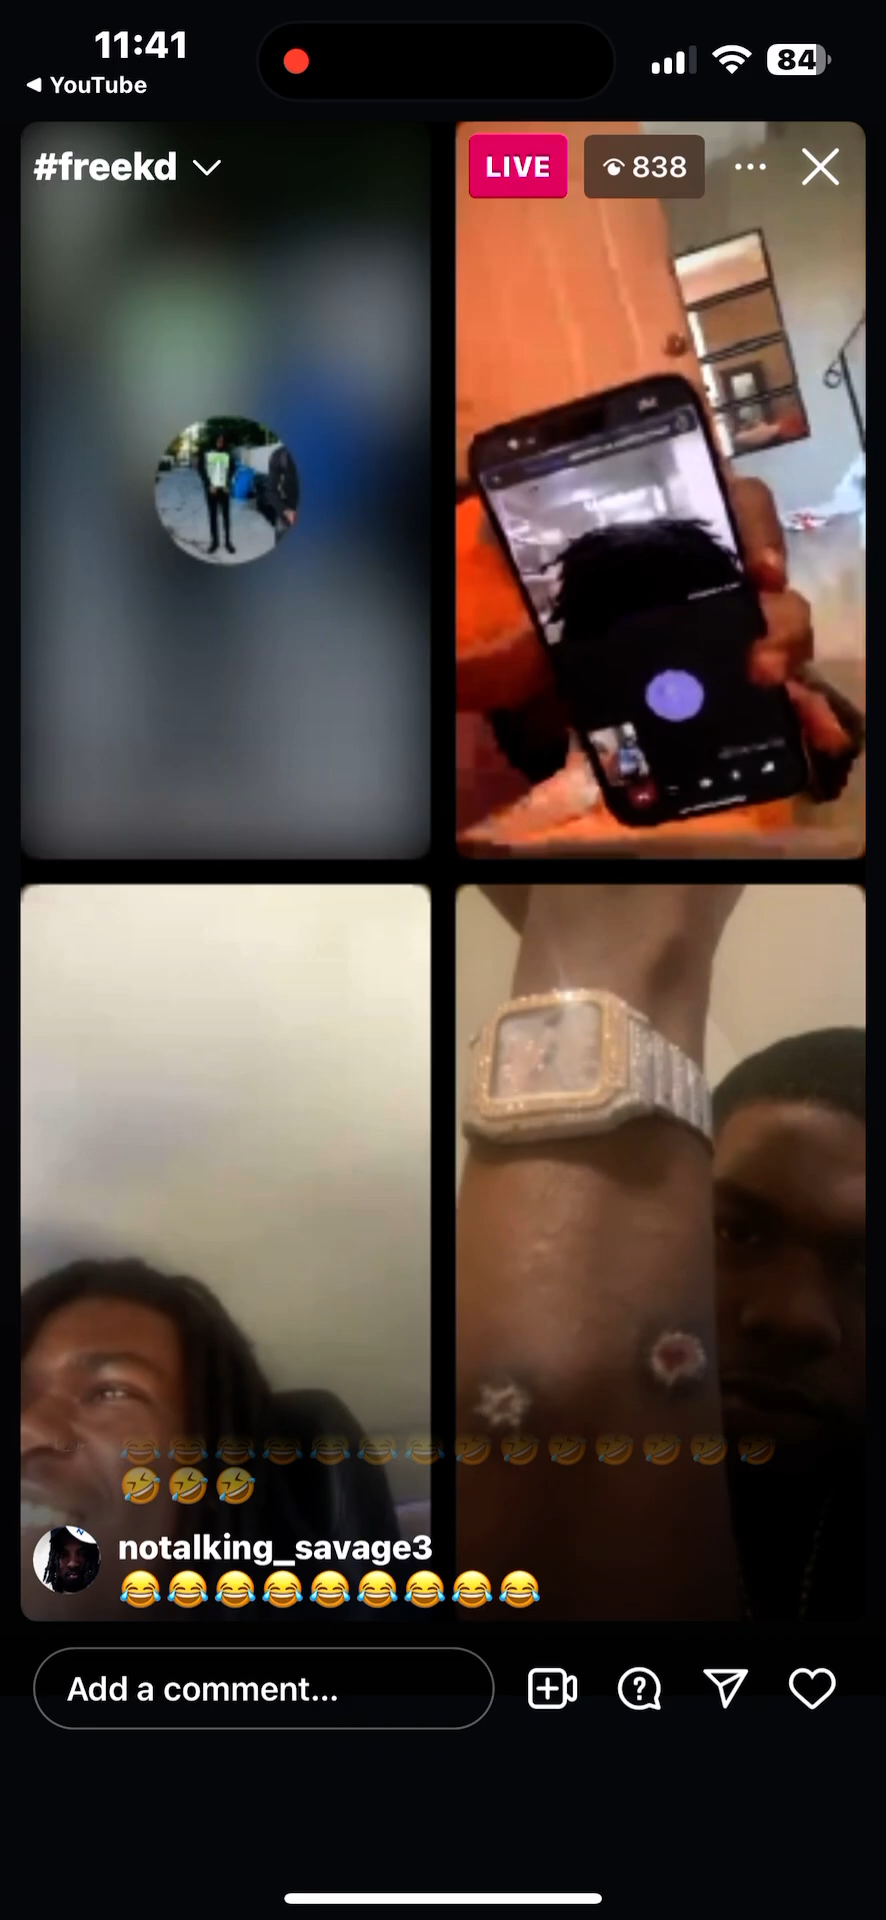 11:41
84
◀ YouTube
#freekd
LIVE
838
😂😂😂😂😂😂😂🤣🤣🤣🤣🤣🤣🤣
🤣🤣🤣
notalking_savage3
😂😂😂😂😂😂😂😂😂
Add a comment...